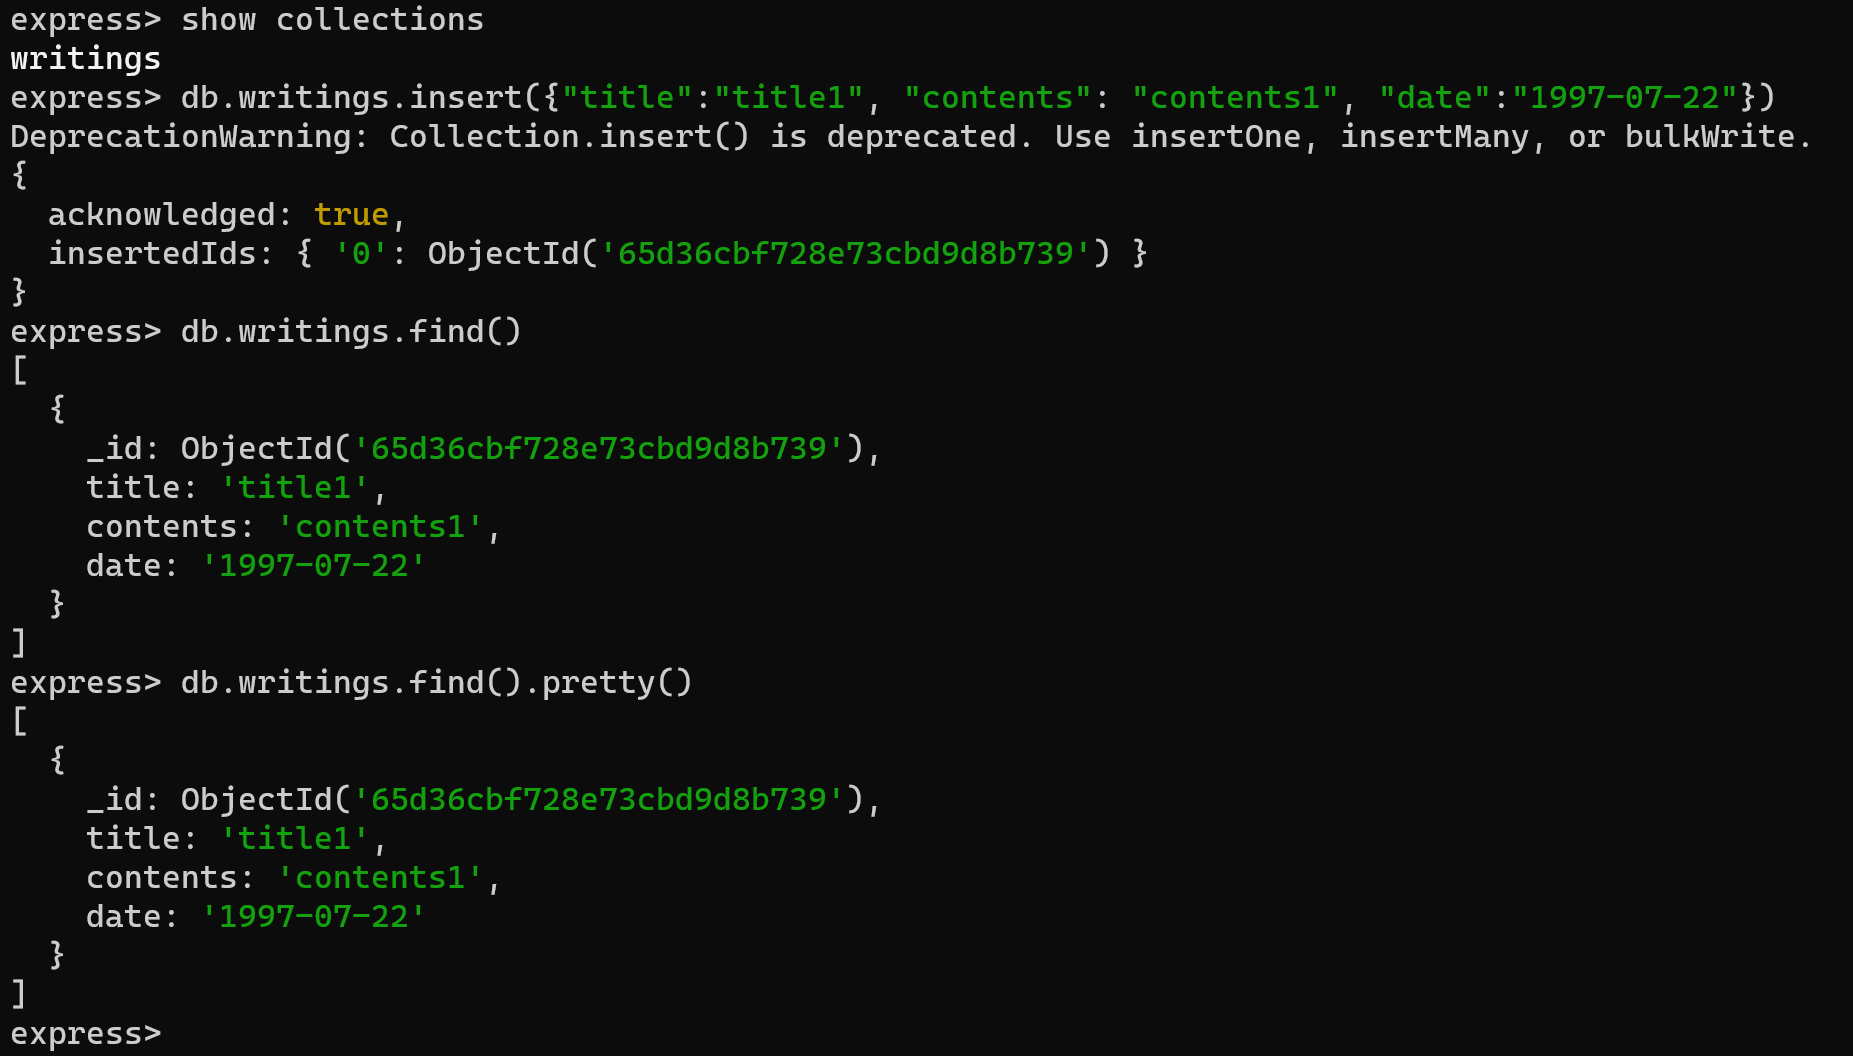 express> show collections
writings
express> db.writings.insert({"title":"title1", "contents": "contents1", "date":"1997-07-22"})
DeprecationWarning: Collection.insert() is deprecated. Use insertOne, insertMany, or bulkWrite.
{
  acknowledged: true,
  insertedIds: { '0': ObjectId('65d36cbf728e73cbd9d8b739') }
}
express> db.writings.find()
[
  {
    _id: ObjectId('65d36cbf728e73cbd9d8b739'),
    title: 'title1',
    contents: 'contents1',
    date: '1997-07-22'
  }
]
express> db.writings.find().pretty()
[
  {
    _id: ObjectId('65d36cbf728e73cbd9d8b739'),
    title: 'title1',
    contents: 'contents1',
    date: '1997-07-22'
  }
]
express>